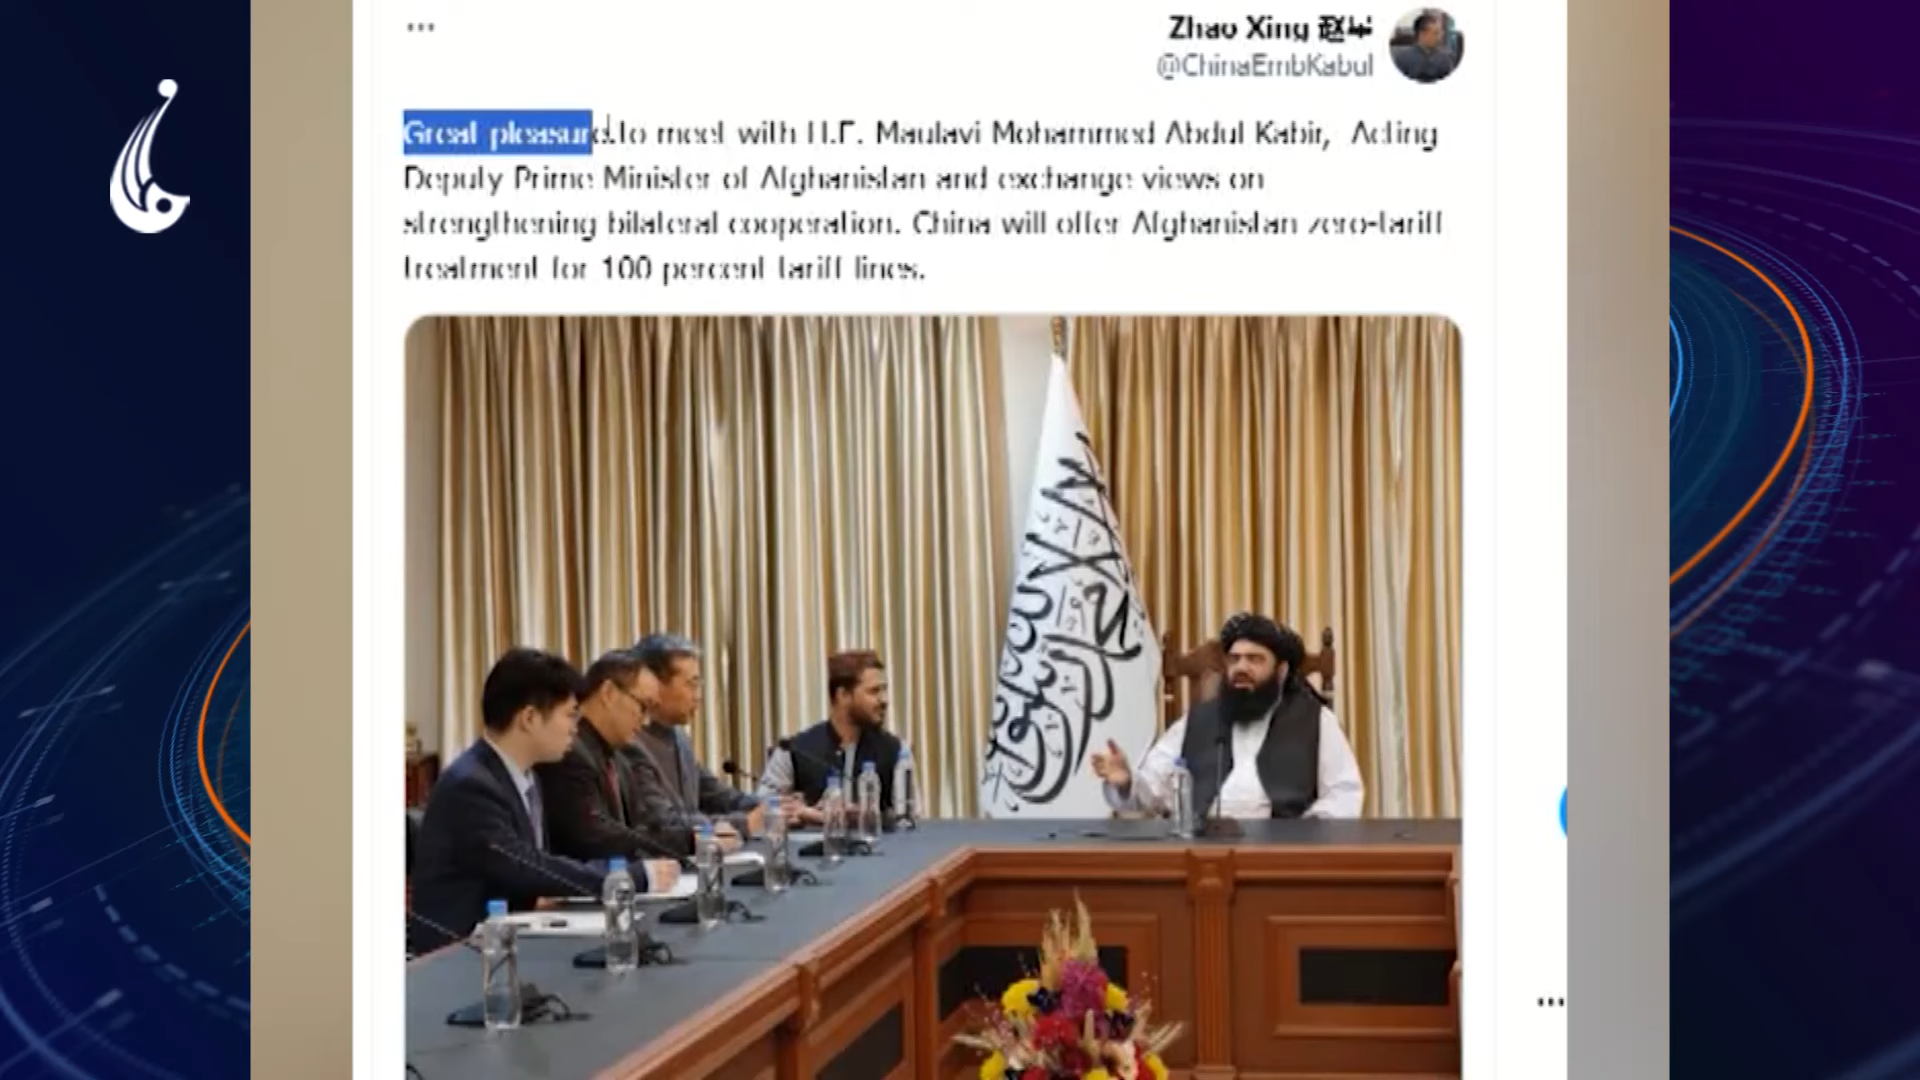 Zhao Xing 赵星
@ChinaEmbKabul
Great pleasure to meet with H.E. Maulavi Mohammed Abdul Kabir, Acting
Deputy Prime Minister of Afghanistan and exchange views on
strengthening bilateral cooperation. China will offer Afghanistan zero-tariff
treatment for 100 percent tariff lines.